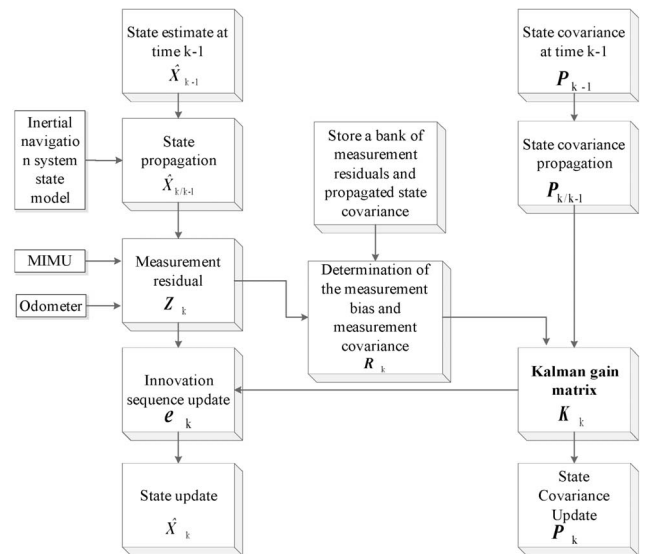 State estimate at
time k-1
X̂ k-1
State covariance
at time k-1
P k-1
Inertial
navigatio
n system
state
model
State
propagation
X̂ k/k-1
Store a bank of
measurement
residuals and
propagated state
covariance
State covariance
propagation
P k/k-1
MIMU
Odometer
Measurement
residual
Z k
Determination of
the measurement
bias and
measurement
covariance
R k
Innovation
sequence update
e k
Kalman gain
matrix
K k
State update
X̂ k
State
Covariance
Update
P k